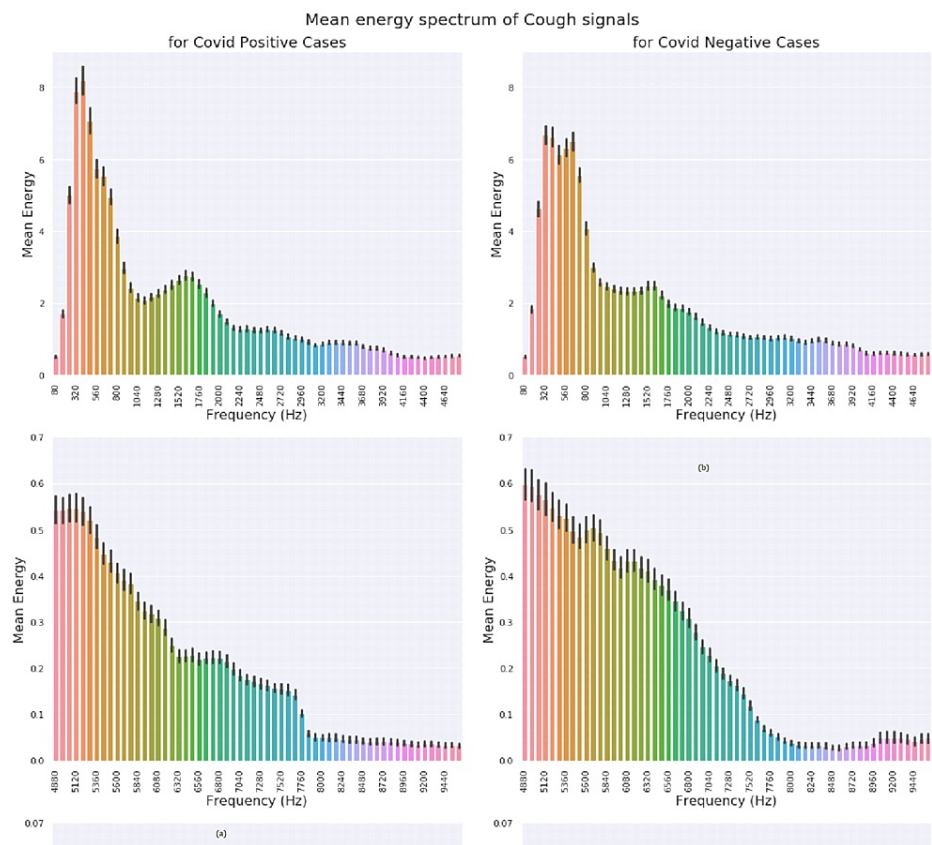 Mean energy spectrum of Cough signals
for Covid Positive Cases
for Covid Negative Cases
8
6
4
2
0
Mean Energy
80 320 560 800 1040 1280 1520 1760 2000 2240 2480 2720 2960 3200 3440 3680 3920 4160 4400 4640
Frequency (Hz)
8
6
4
2
0
Mean Energy
80 320 560 800 1040 1280 1520 1760 2000 2240 2480 2720 2960 3200 3440 3680 3920 4160 4400 4640
Frequency (Hz)
0.7
0.6
0.5
0.4
0.3
0.2
0.1
0.0
Mean Energy
4880 5120 5360 5600 5840 6080 6320 6560 6800 7040 7280 7520 7760 8000 8240 8480 8720 8960 9200 9440
Frequency (Hz)
0.7
(b)
0.6
0.5
0.4
0.3
0.2
0.1
0.0
Mean Energy
4880 5120 5360 5600 5840 6080 6320 6560 6800 7040 7280 7520 7760 8000 8240 8480 8720 8960 9200 9440
Frequency (Hz)
0.07
(a)
0.07